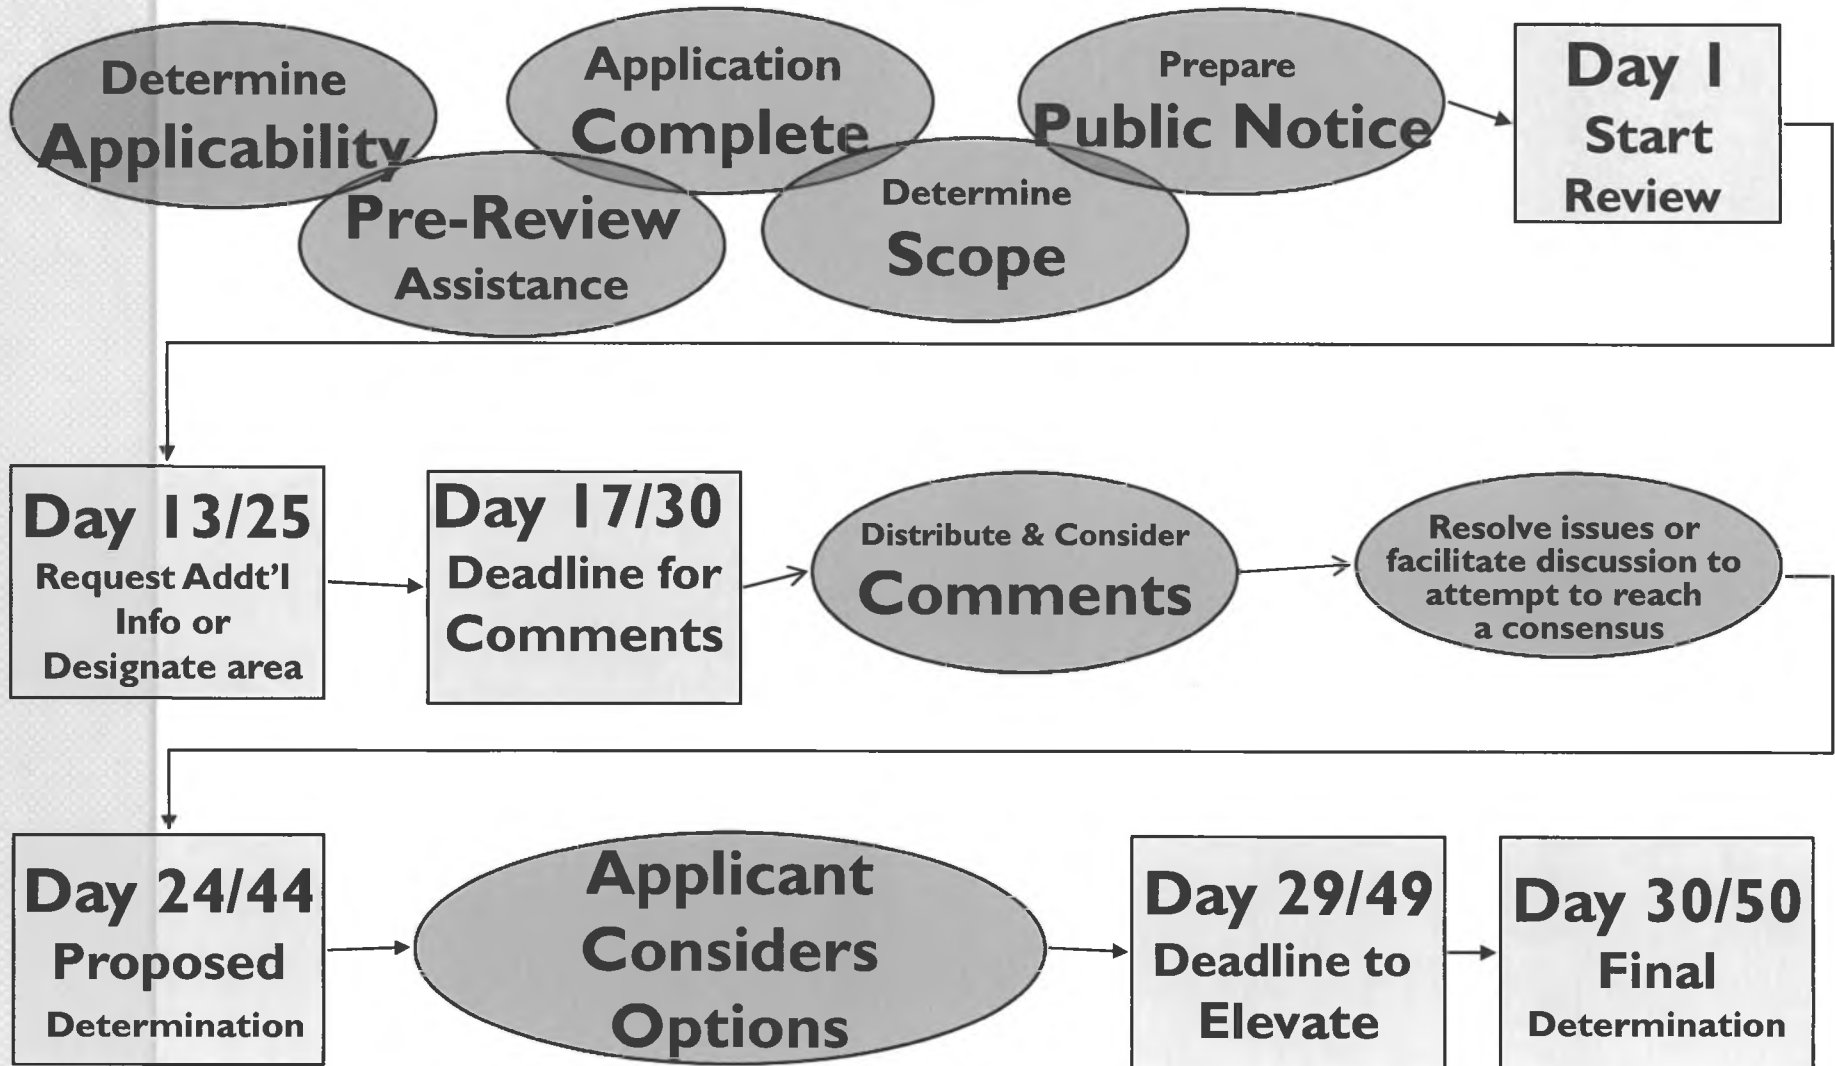 Determine
Applicability
Pre-Review
Assistance
Application
Complete
Determine
Scope
Prepare
Public Notice
Day 1
Start
Review
Day 13/25
Request Addt'l
Info or
Designate area
Day 17/30
Deadline for
Comments
Distribute & Consider
Comments
Resolve issues or
facilitate discussion to
attempt to reach
a consensus
Day 24/44
Proposed
Determination
Applicant
Considers
Options
Day 29/49
Deadline to
Elevate
Day 30/50
Final
Determination